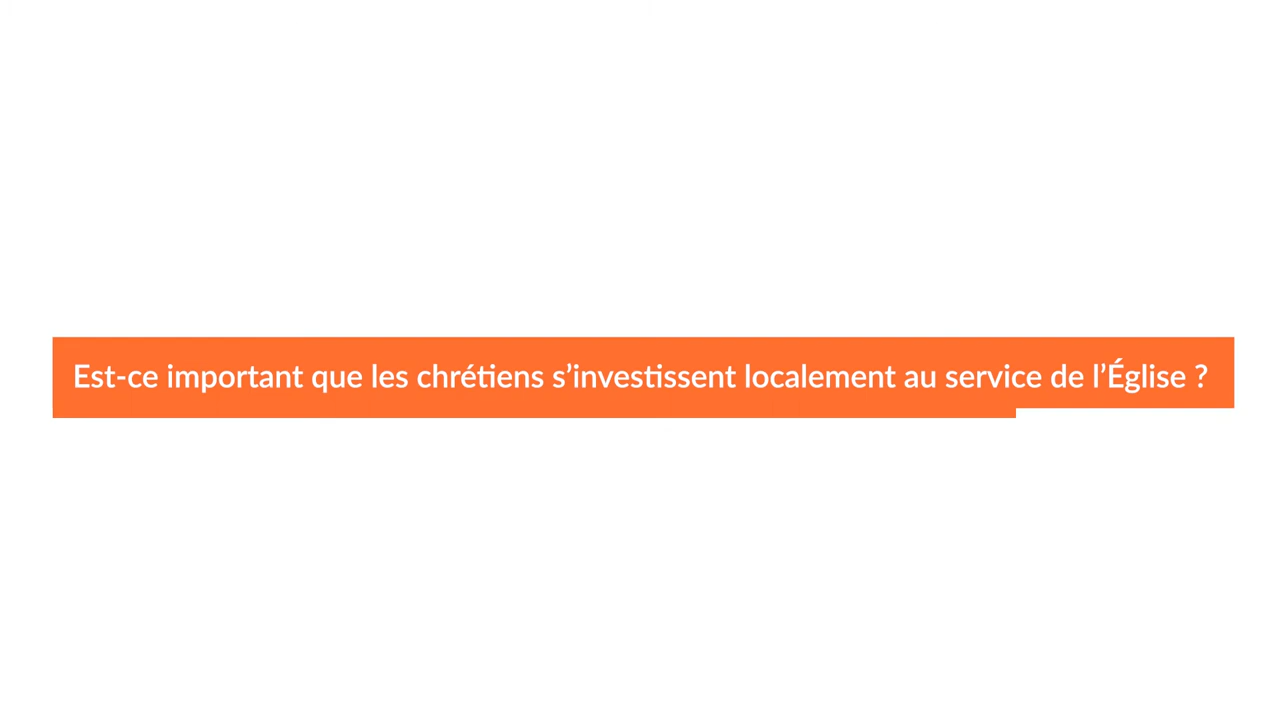 Est-ce important que les chrétiens s’investissent localement au service de l’Église ?